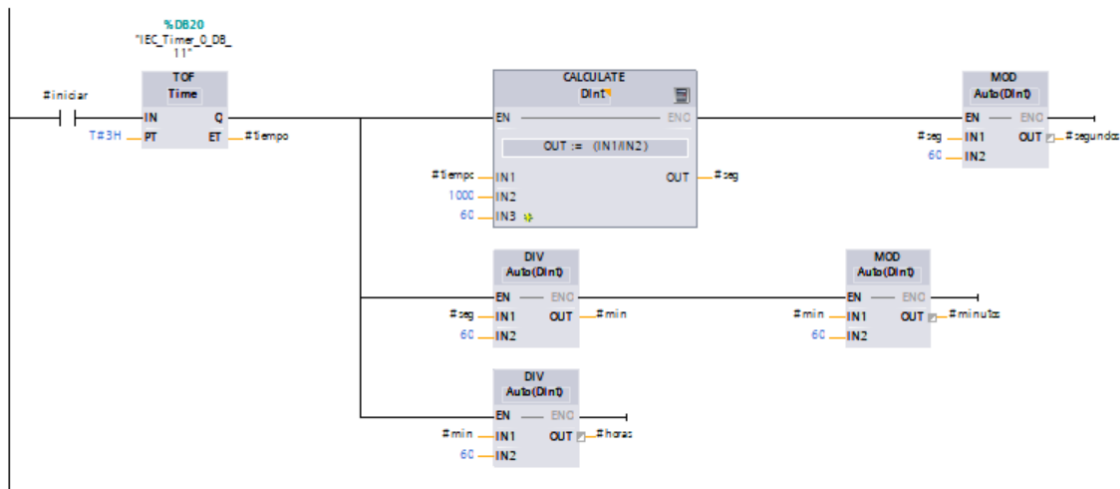 %DB20
"IEC_Timer_0_DB_
11"
TOF
Time
#iniciar
IN
Q
T#3H
PT
ET
#tiempo
CALCULATE
DInt
EN
ENO
OUT := (IN1/IN2)
#tiempo
IN1
OUT
#seg
1000
IN2
60
IN3
MOD
Auto(DInt)
EN
ENO
#seg
IN1
OUT
#segundos
60
IN2
DIV
Auto(DInt)
EN
ENO
#seg
IN1
OUT
#min
60
IN2
MOD
Auto(DInt)
EN
ENO
#min
IN1
OUT
#minutos
60
IN2
DIV
Auto(DInt)
EN
ENO
#min
IN1
OUT
#horas
60
IN2